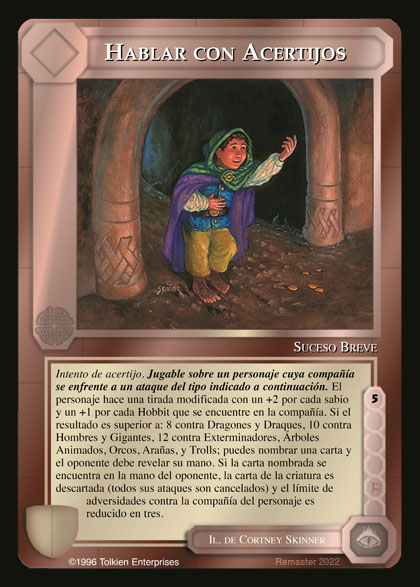 Hablar con Acertijos
Skinner
Suceso Breve
Intento de acertijo. Jugable sobre un personaje cuya compañía
se enfrente a un ataque del tipo indicado a continuación. El
personaje hace una tirada modificada con un +2 por cada sabio
y un +1 por cada Hobbit que se encuentre en la compañía. Si el
resultado es superior a: 8 contra Dragones y Draques, 10 contra
Hombres y Gigantes, 12 contra Exterminadores, Árboles
Animados, Orcos, Arañas, y Trolls; puedes nombrar una carta y
el oponente debe revelar su mano. Si la carta nombrada se
encuentra en la mano del oponente, la carta de la criatura es
descartada (todos sus ataques son cancelados) y el límite de
adversidades contra la compañía del personaje es
reducido en tres.
5
Il. de Cortney Skinner
©1996 Tolkien Enterprises
Remaster 2022